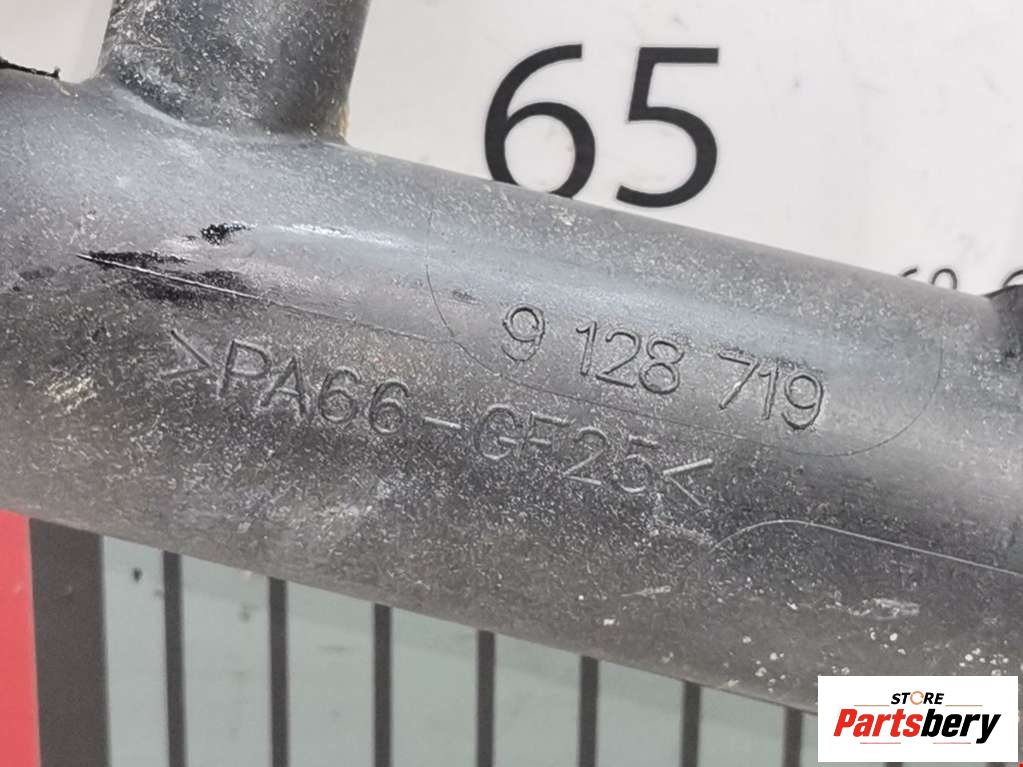 65
9 128 719
>PA66-GF25<
STORE
Partsbery